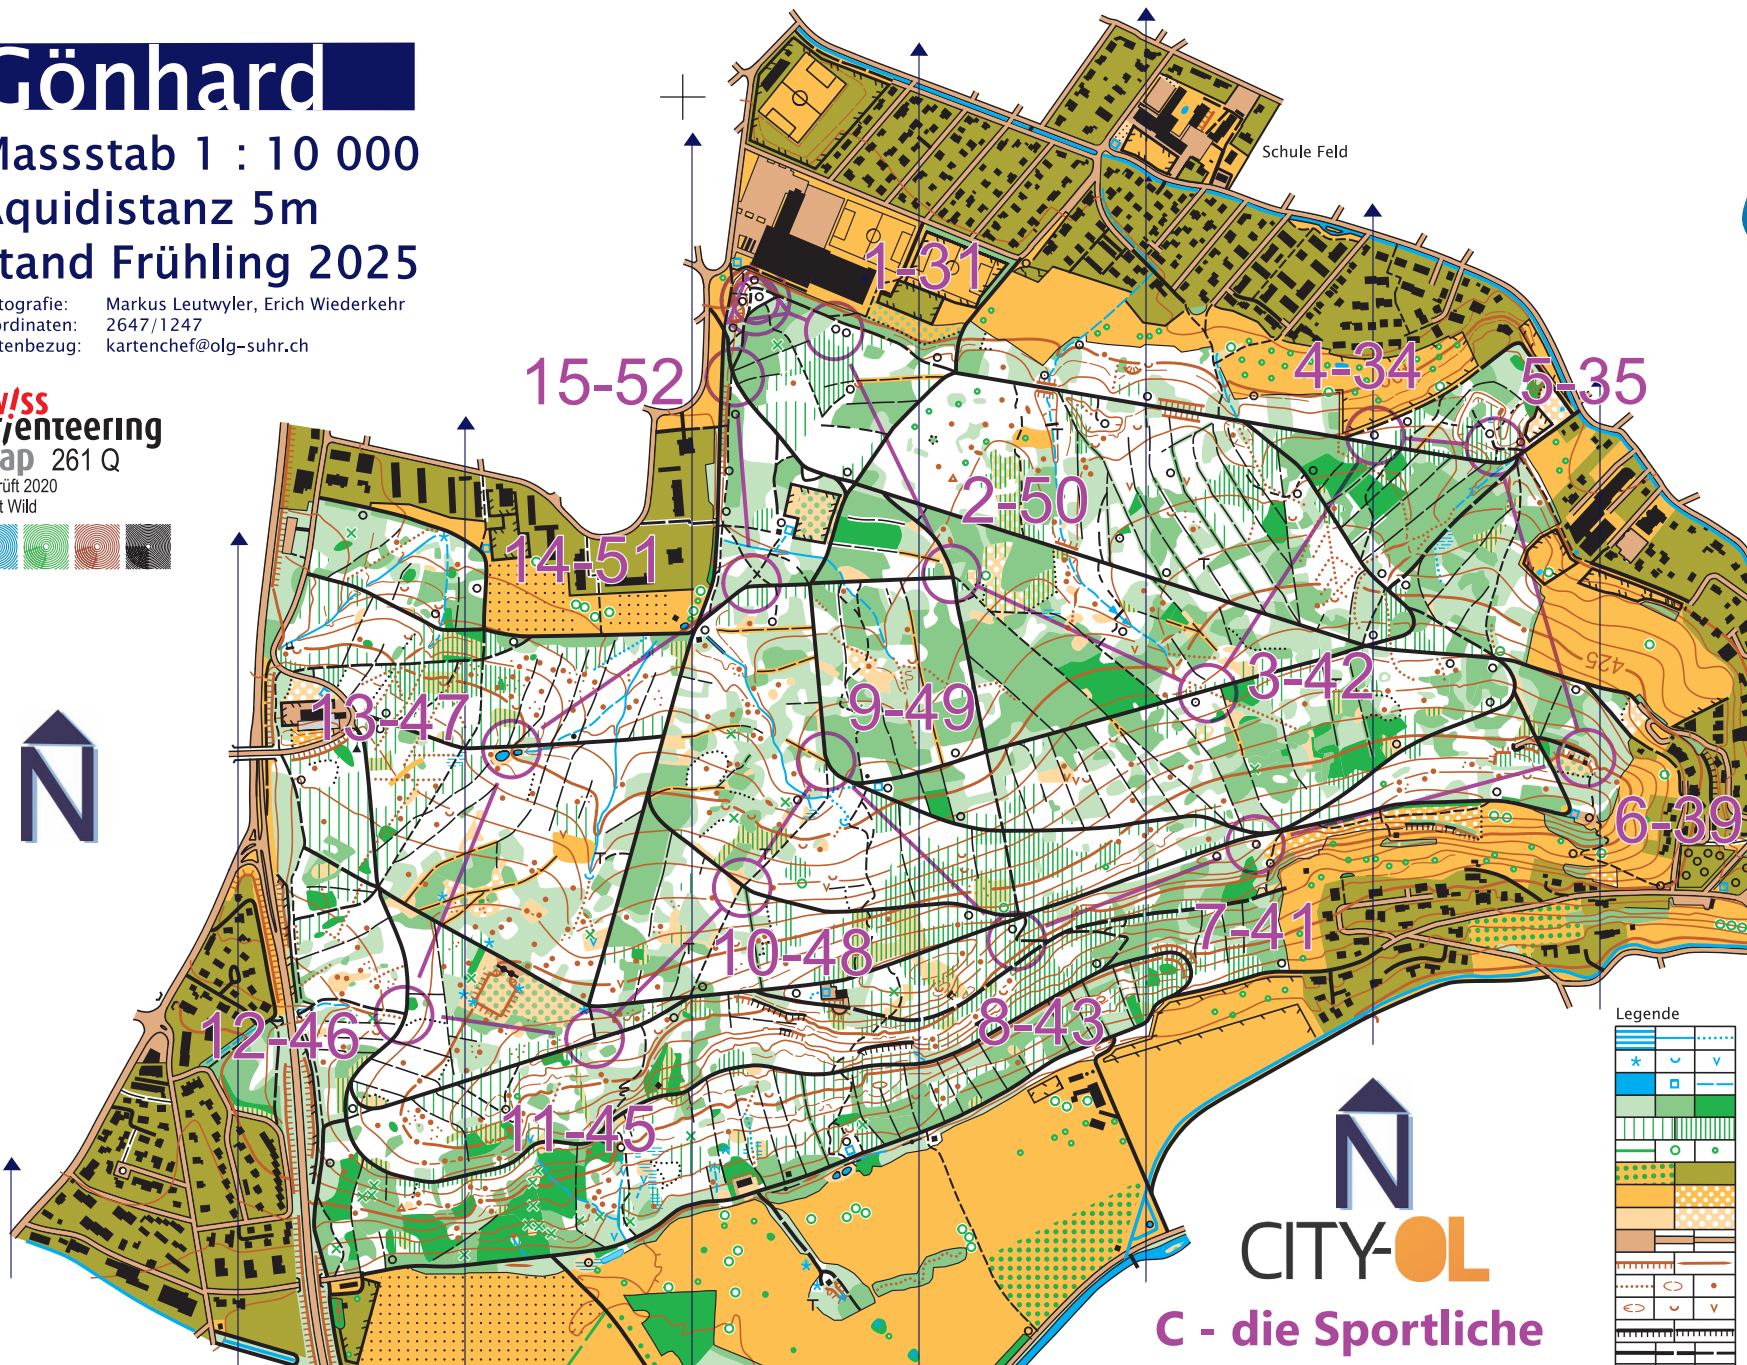 Gönhard
Massstab 1 : 10 000
Äquidistanz 5m
Stand Frühling 2025
tografie: Markus Leutwyler, Erich Wiederkehr
ordinaten: 2647/1247
tenbezug: kartenchef@olg-suhr.ch
enteering
ap 261 Q
rüft 2020
t Wild
N
Schule Feld
1-31
15-52
4-34
5-35
2-50
14-51
3-42
13-47
9-49
425
6-39
7-41
10-48
8-43
12-46
11-45
Legende
N
CITY-OL
C - die Sportliche